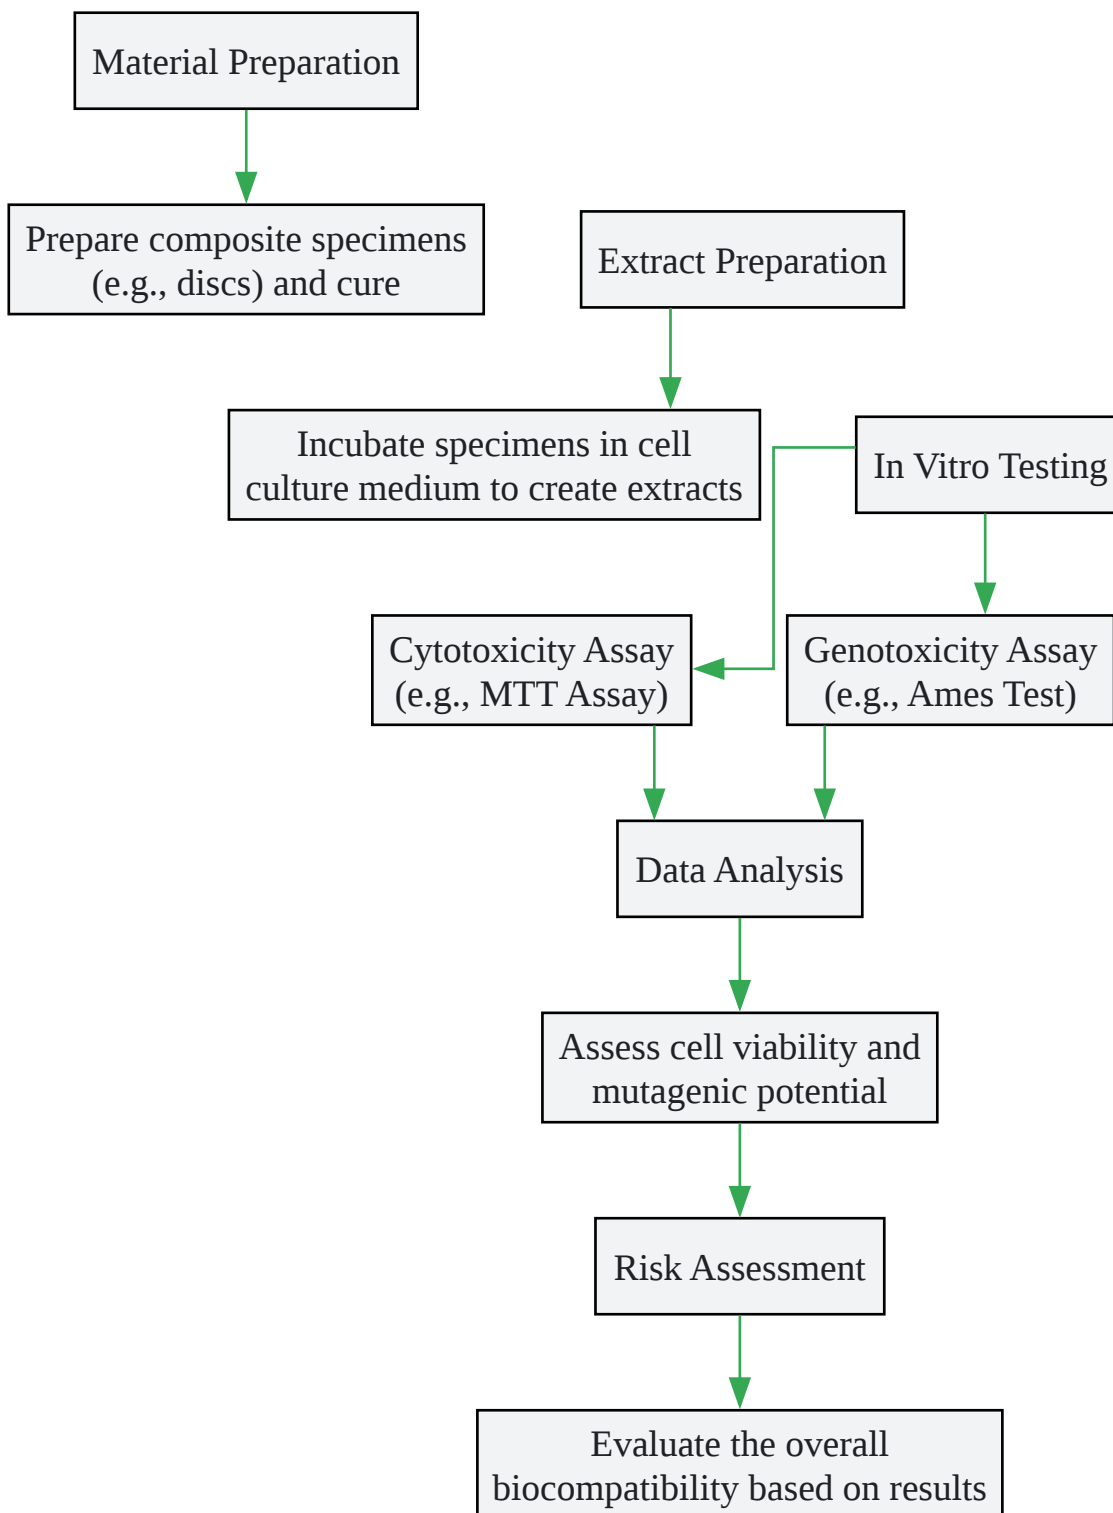 Material Preparation
Prepare composite specimens
(e.g., discs) and cure
Extract Preparation
Incubate specimens in cell
culture medium to create extracts
In Vitro Testing
Cytotoxicity Assay
(e.g., MTT Assay)
Genotoxicity Assay
(e.g., Ames Test)
Data Analysis
Assess cell viability and
mutagenic potential
Risk Assessment
Evaluate the overall
biocompatibility based on results